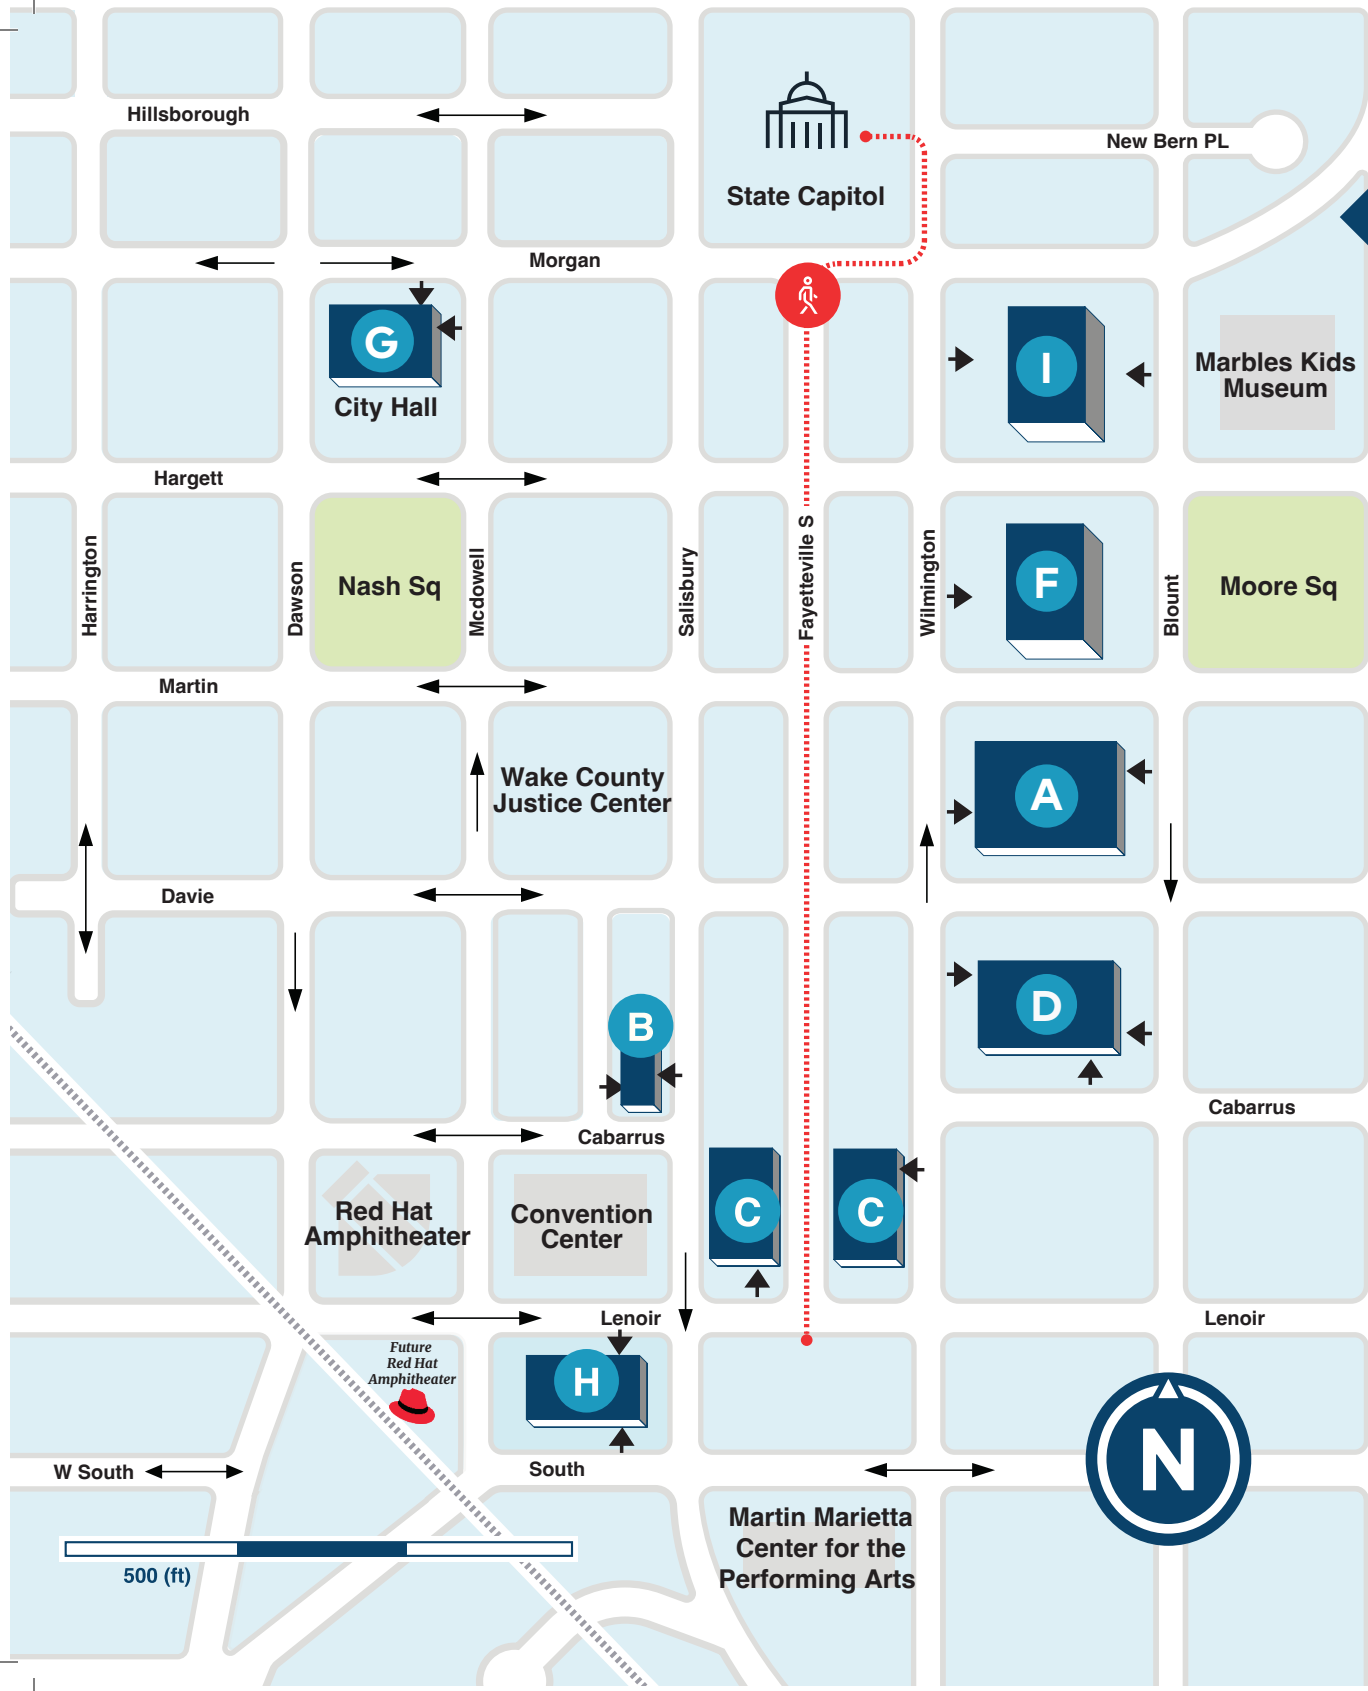 Hillsborough
New Bern PL
State Capitol
Morgan
G
City Hall
I
Marbles Kids
Museum
Hargett
Harrington
Dawson
Nash Sq
Mcdowell
Salisbury
Fayetteville S
Wilmington
F
Blount
Moore Sq
Martin
Wake County
Justice Center
A
Davie
B
D
Cabarrus
Cabarrus
Red Hat
Amphitheater
Convention
Center
C
C
Lenoir
Lenoir
Future
Red Hat
Amphitheater
H
N
W South
South
Martin Marietta
Center for the
Performing Arts
500 (ft)